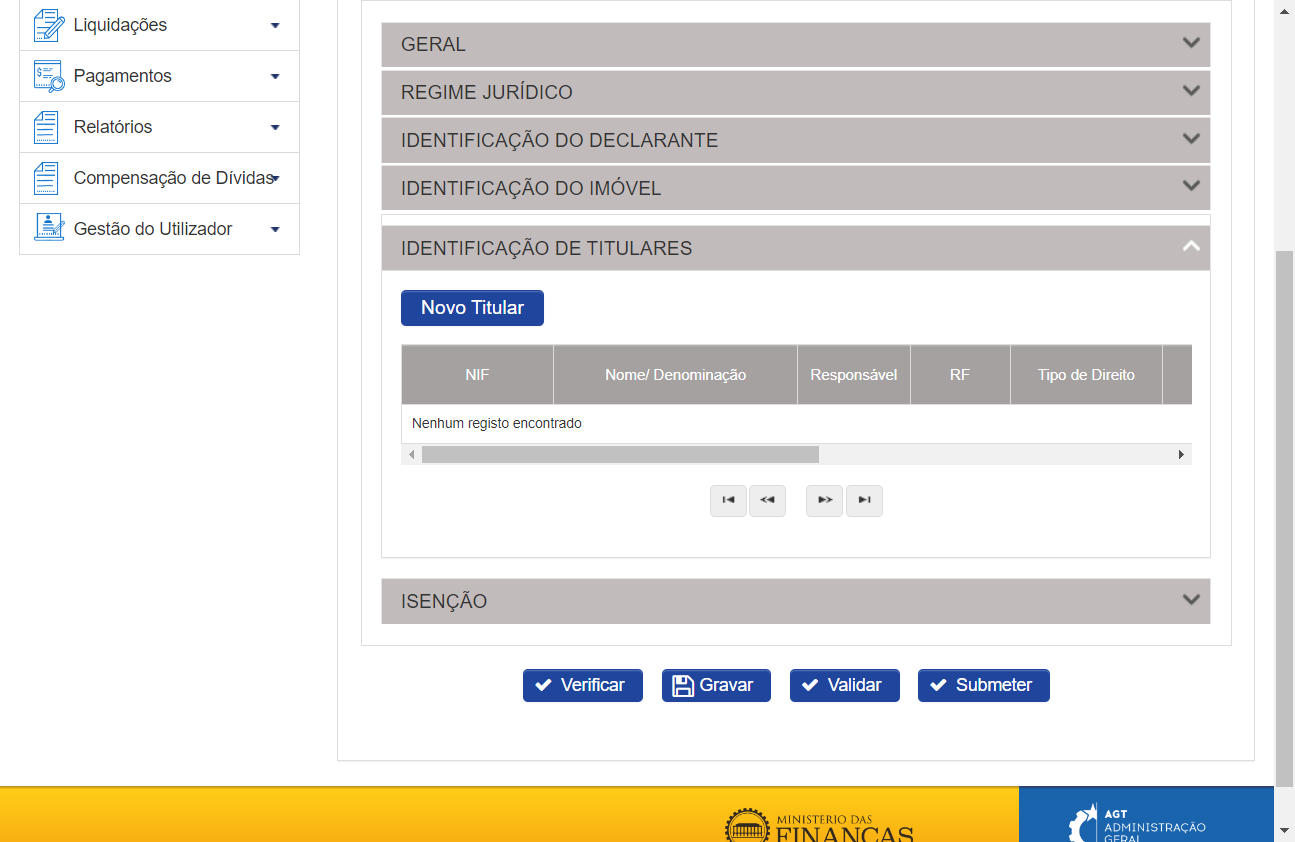 Liquidações
Pagamentos
Relatórios
Compensação de Dívidas
Gestão do Utilizador
GERAL
REGIME JURÍDICO
IDENTIFICAÇÃO DO DECLARANTE
IDENTIFICAÇÃO DO IMÓVEL
IDENTIFICAÇÃO DE TITULARES
Novo Titular
NIF Nome/ Denominação Responsável RF Tipo de Direito
Nenhum registo encontrado
ISENÇÃO
Verificar Gravar Validar Submeter
MINISTÉRIO DAS
FINANÇAS
AGT
ADMINISTRAÇÃO
GERAL